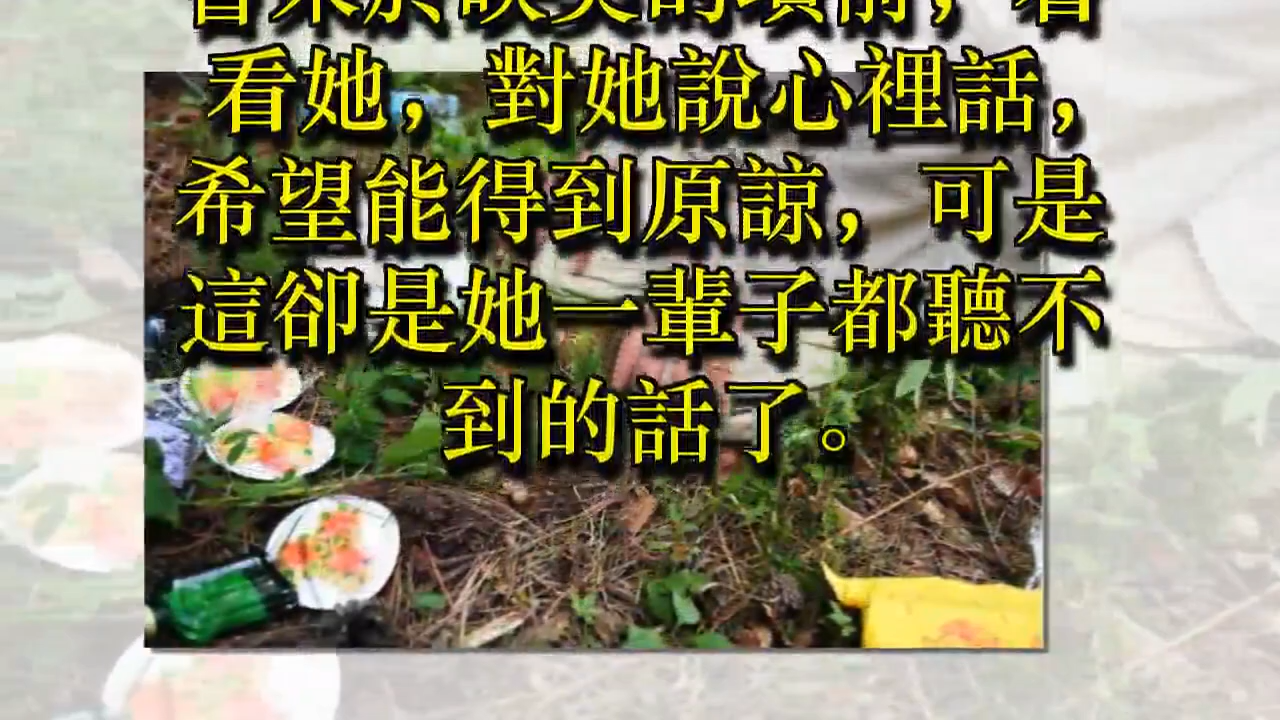 看她，對她說心裡話，
希望能得到原諒，可是
這卻是她一輩子都聽不
到的話了。